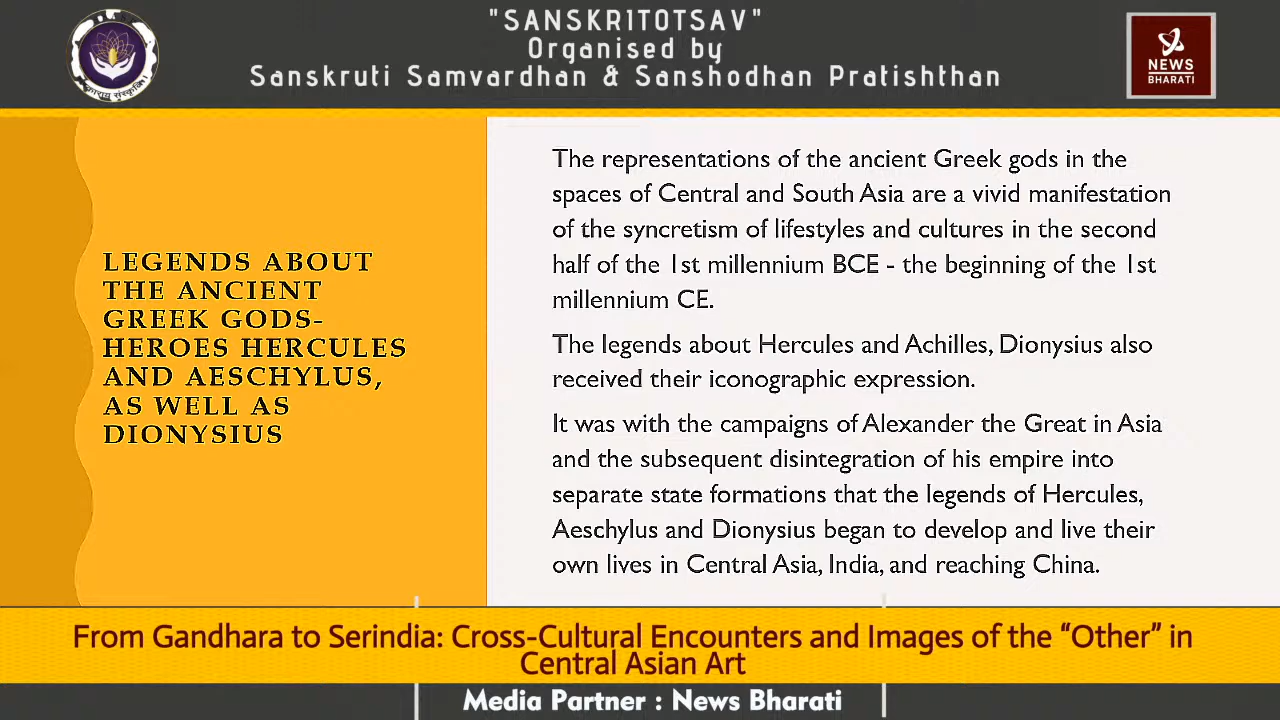 "SANSKRITOTSAV"
Organised by
Sanskruti Samvardhan & Sanshodhan Pratishthan
NEWS
BHARATI
LEGENDS ABOUT
THE ANCIENT
GREEK GODS-
HEROES HERCULES
AND AESCHYLUS,
AS WELL AS
DIONYSIUS
The representations of the ancient Greek gods in the
spaces of Central and South Asia are a vivid manifestation
of the syncretism of lifestyles and cultures in the second
half of the 1st millennium BCE - the beginning of the 1st
millennium CE.
The legends about Hercules and Achilles, Dionysius also
received their iconographic expression.
It was with the campaigns of Alexander the Great in Asia
and the subsequent disintegration of his empire into
separate state formations that the legends of Hercules,
Aeschylus and Dionysius began to develop and live their
own lives in Central Asia, India, and reaching China.
From Gandhara to Serindia: Cross-Cultural Encounters and Images of the “Other” in
Central Asian Art
Media Partner : News Bharati